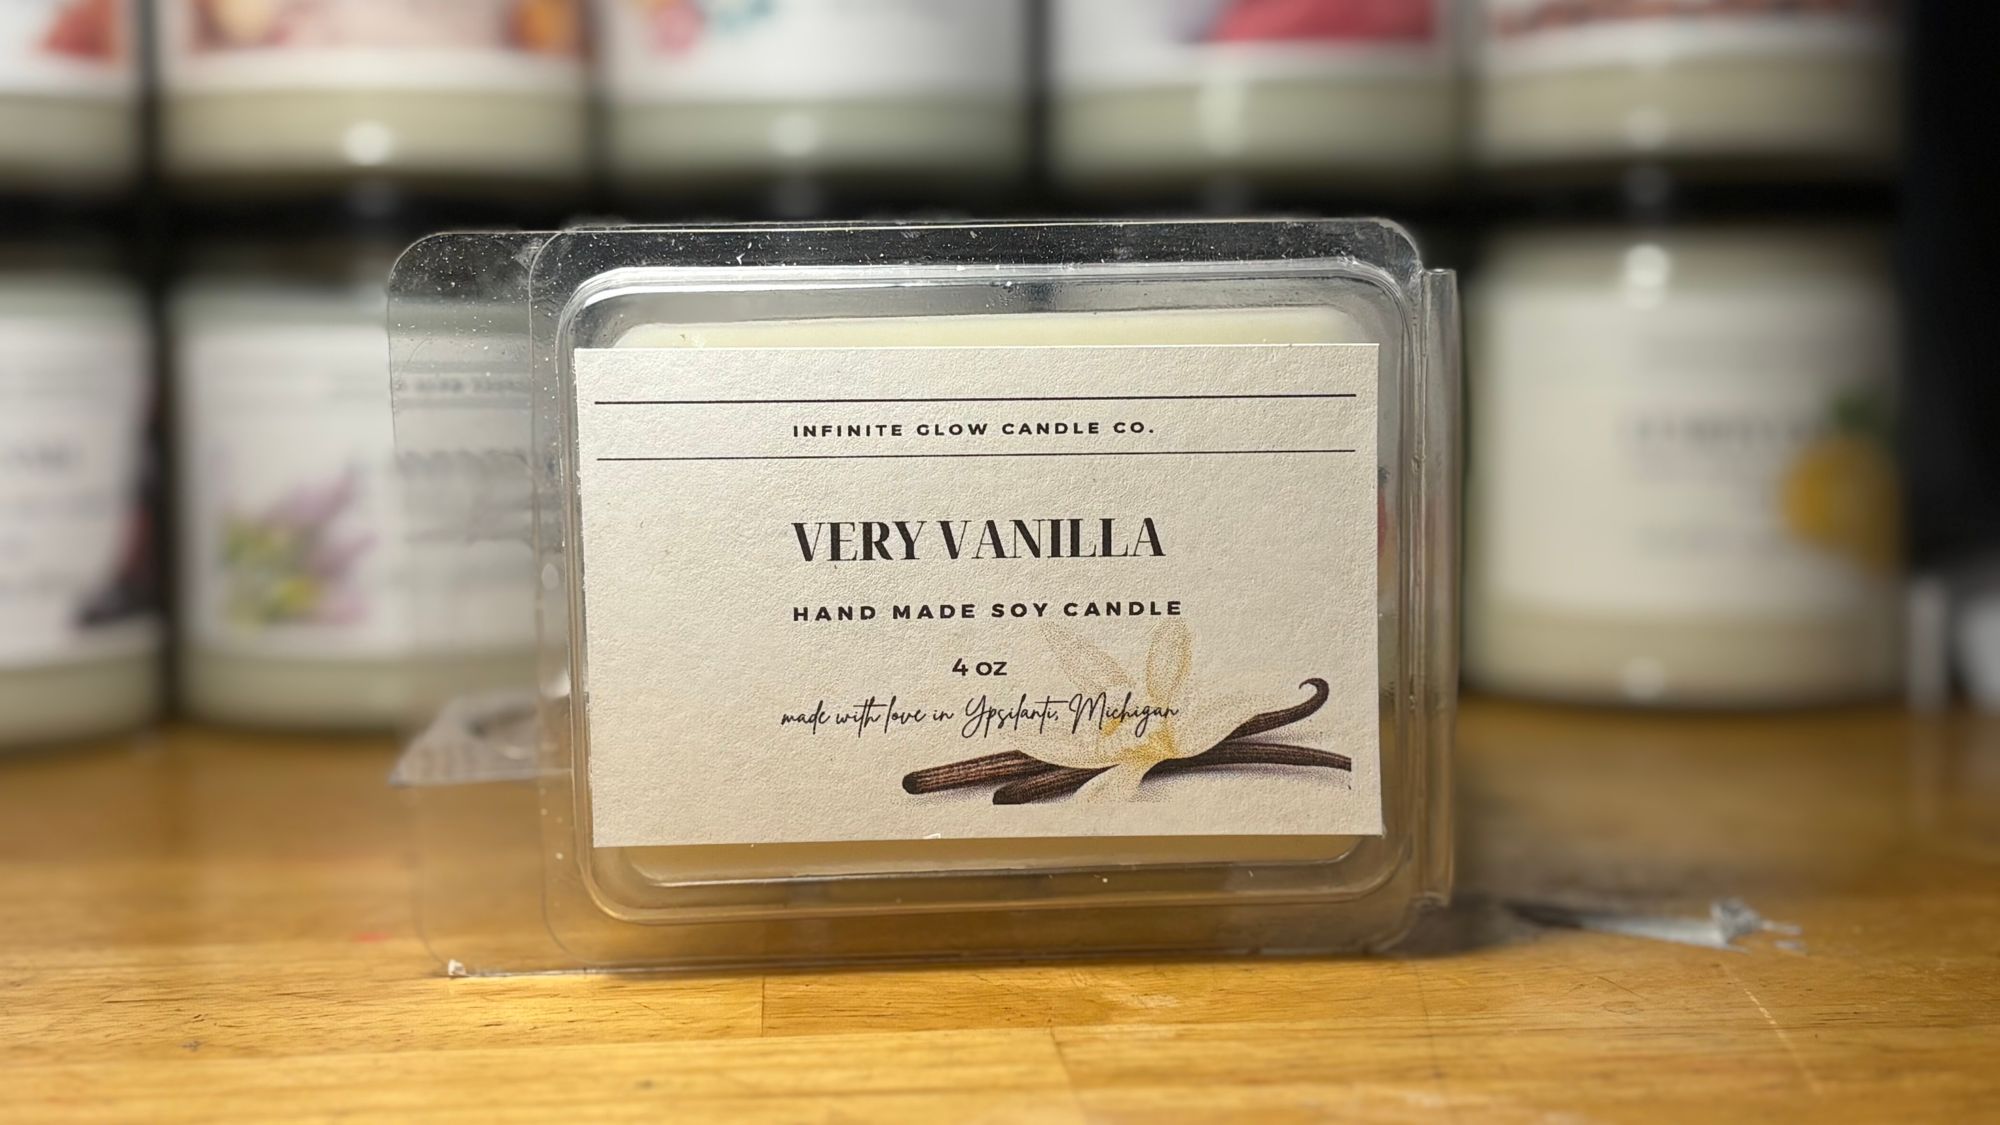 INFINITE GLOW CANDLE CO.
VERY VANILLA
HAND MADE SOY CANDLE
4 OZ
made with love in Ypsilanti, Michigan